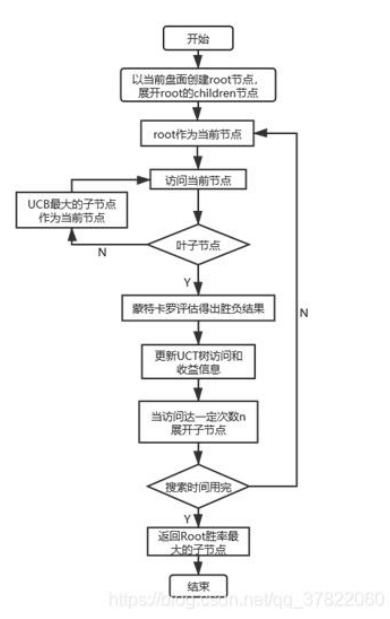 开始
以当前盘面创建root节点,
展开root的children节点
root作为当前节点
访问当前节点
UCB最大的子节点
作为当前节点
叶子节点
N
Y
蒙特卡罗评估得出胜负结果
N
更新UCT树访问和
收益信息
当访问达一定次数n
展开子节点
搜素时间用完
Y
返回Root胜率最
大的子节点
结束
https://blog.csdn.net/qq_37822060